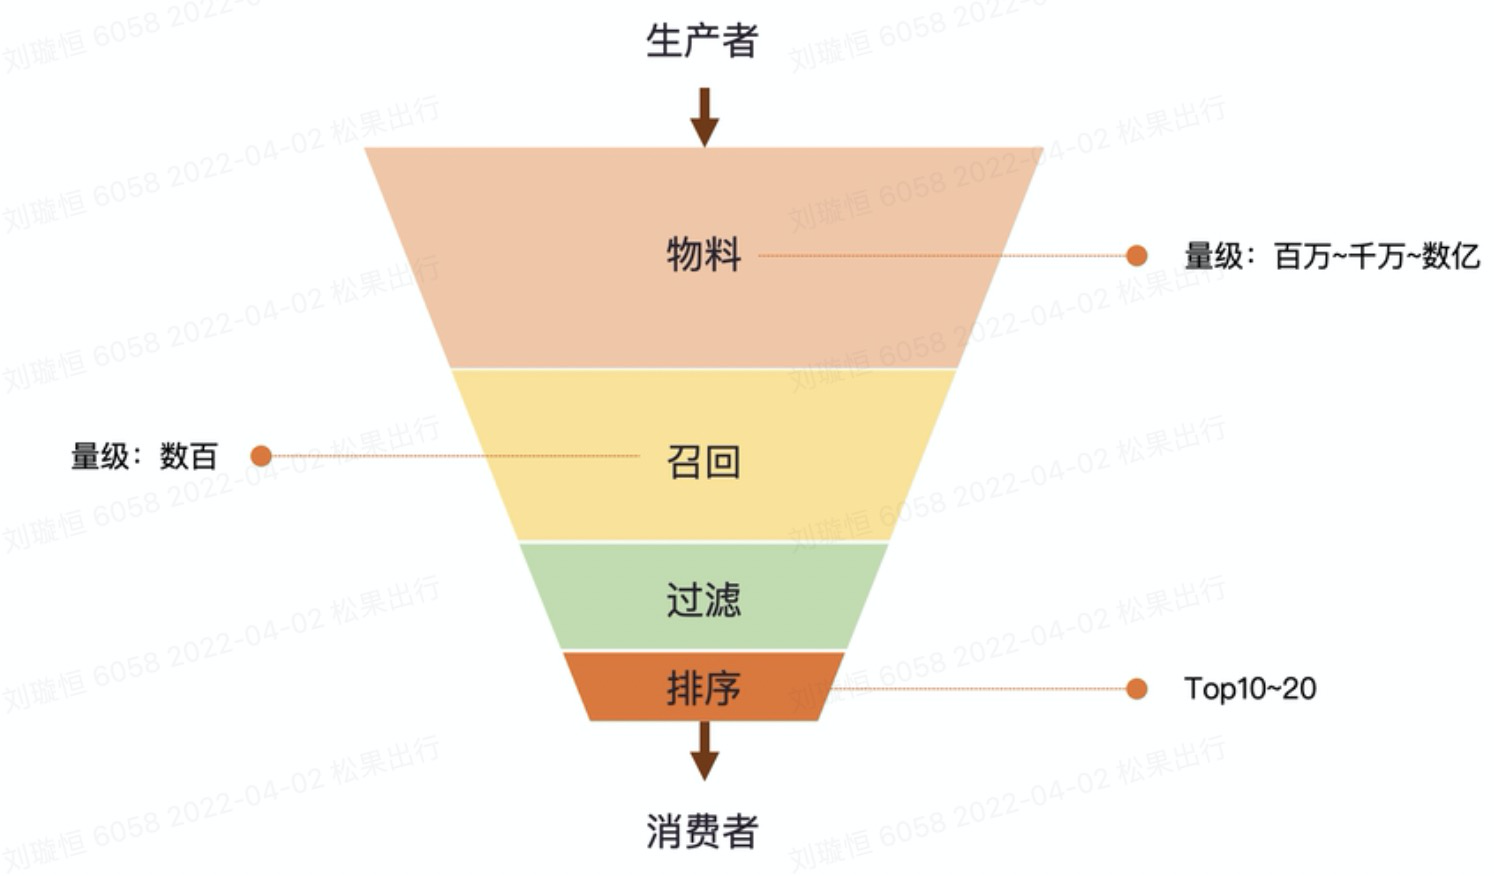 生产者
物料
量级：百万~千万~数亿
召回
量级：数百
过滤
排序
Top10~20
消费者
刘璇恒 6058 2022-04-02 松果出行